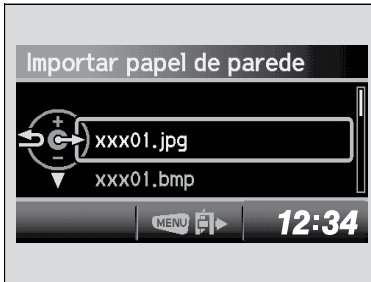 Importar papel de parede
xxx01.jpg
xxx01.bmp
MENU
12:34